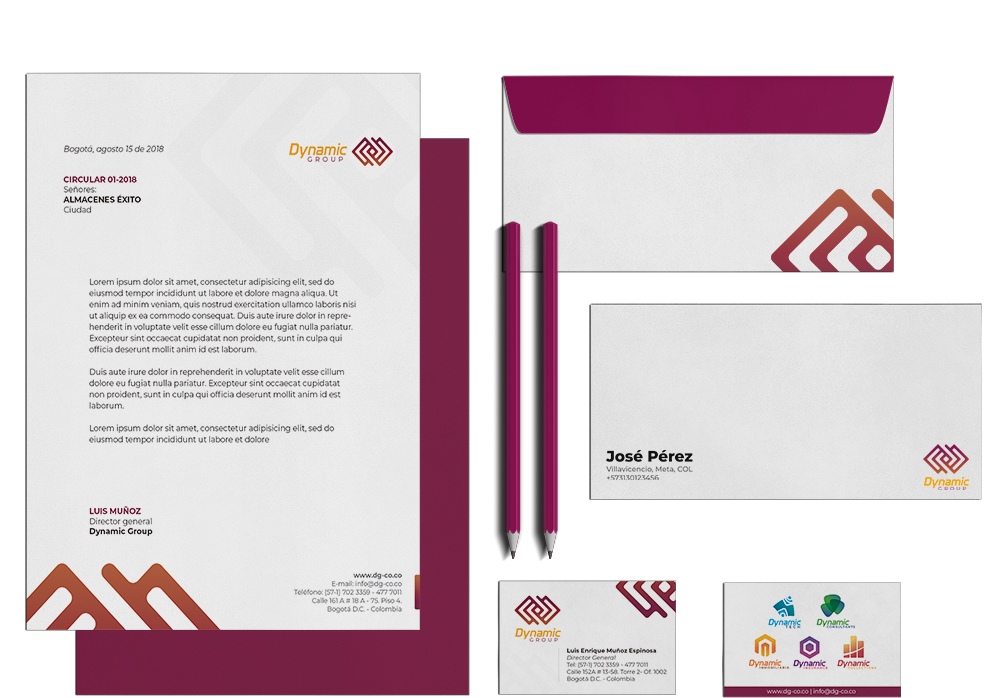 Bogotá, agosto 15 de 2018
Dynamic
GROUP
CIRCULAR 01-2018
Señores:
ALMACENES ÉXITO
Ciudad
Lorem ipsum dolor sit amet, consectetur adipisicing elit, sed do
eiusmod tempor incididunt ut labore et dolore magna aliqua. Ut
enim ad minim veniam, quis nostrud exercitation ullamco laboris nisi
ut aliquip ex ea commodo consequat. Duis aute irure dolor in repre-
henderit in voluptate velit esse cillum dolore eu fugiat nulla pariatur.
Excepteur sint occaecat cupidatat non proident, sunt in culpa qui
officia deserunt mollit anim id est laborum.
Duis aute irure dolor in reprehenderit in voluptate velit esse cillum
dolore eu fugiat nulla pariatur. Excepteur sint occaecat cupidatat
non proident, sunt in culpa qui officia deserunt mollit anim id est
laborum.
Lorem ipsum dolor sit amet, consectetur adipisicing elit, sed do
eiusmod tempor incididunt ut labore et dolore
LUIS MUÑOZ
Director general
Dynamic Group
www.dg-co.co
E-mail: info@dg-co.co
Teléfono: (57-1) 702 3359 - 477 7011
Calle 161 A # 18 A - 75. Piso 4.
Bogotá D.C. - Colombia
José Pérez
Villavicencio, Meta, COL
+573130123456
Dynamic
GROUP
Dynamic
GROUP
Luis Enrique Muñoz Espinosa
Director General
Tel: (57-1) 702 3359 - 477 7011
Calle 152A # 13-58. Torre 2- Of. 1002
Bogotá D.C. - Colombia
Dynamic
TECH
Dynamic
CONSULTANTS
Dynamic
INMOBILIARIA
Dynamic
INSURANCE
Dynamic
www.dg-co.co | info@dg-co.co